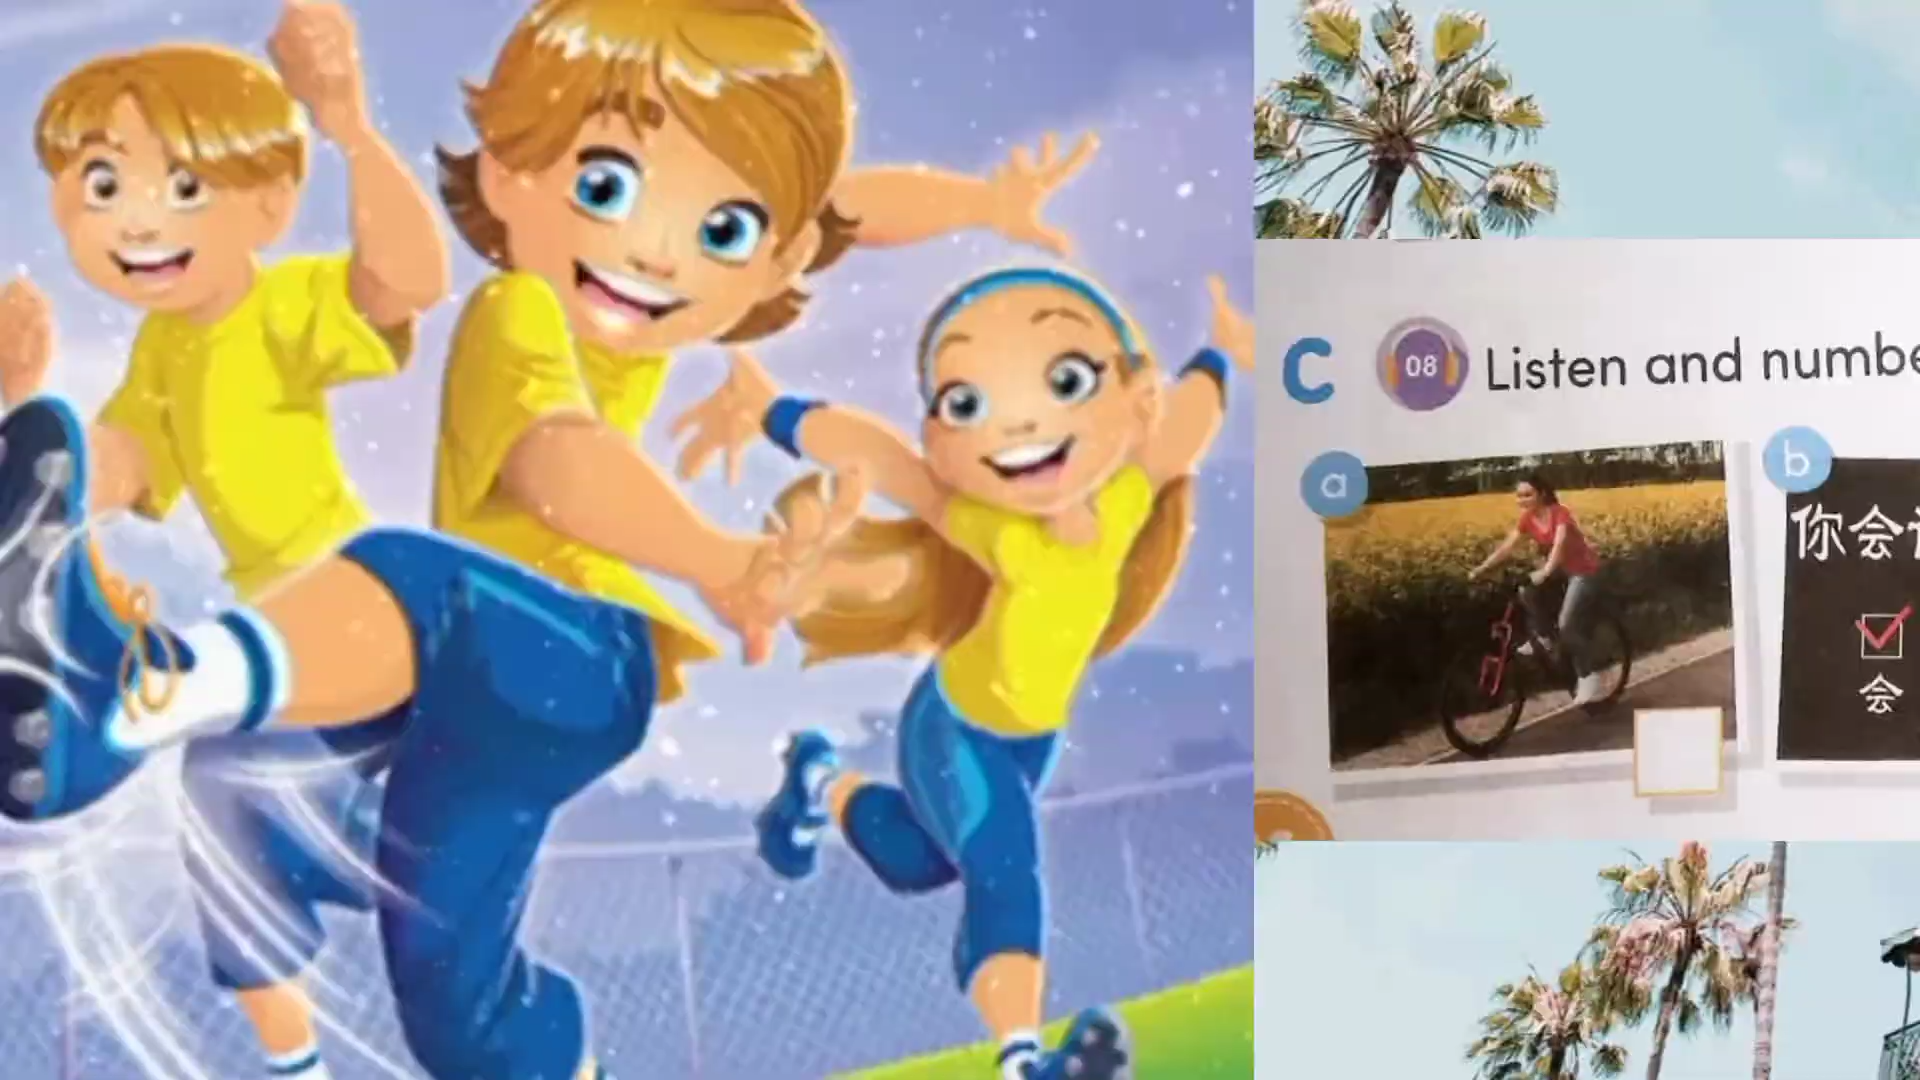 C 08 Listen and numbe
a
b
你会
会